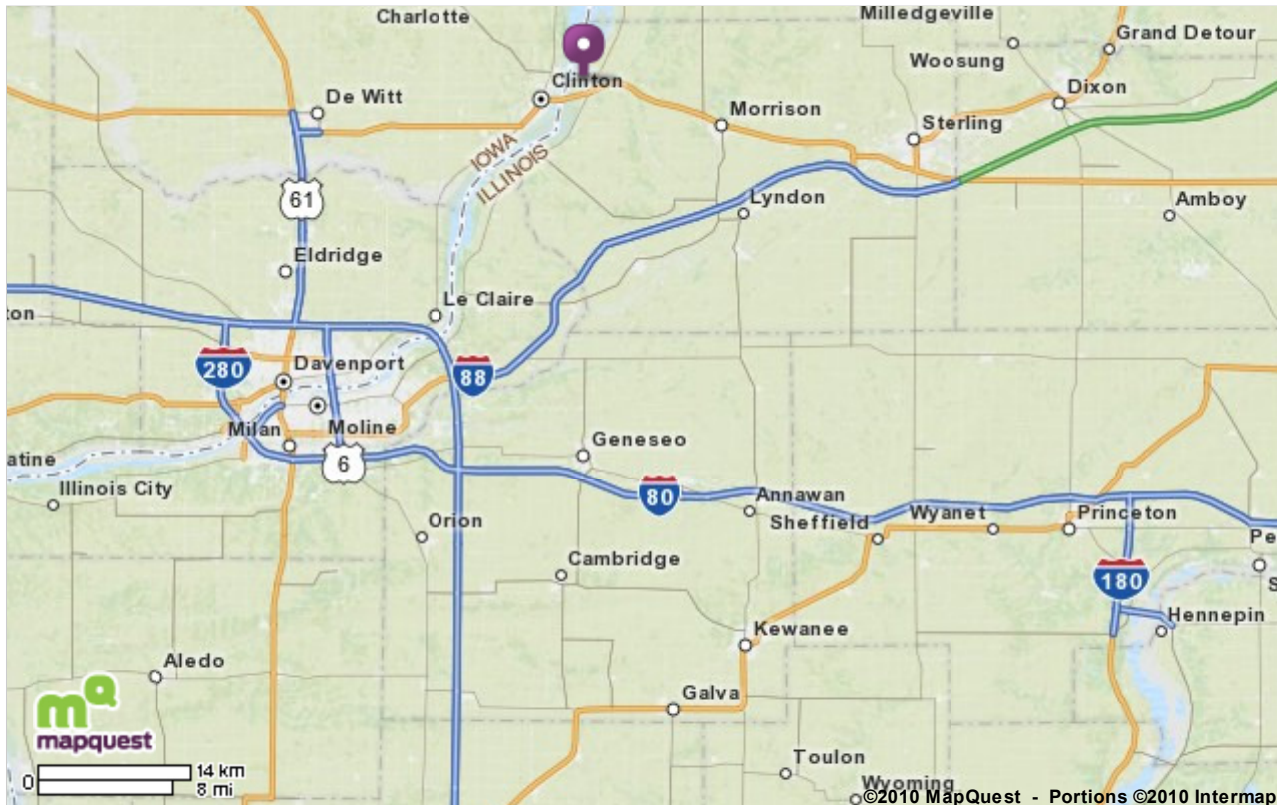 Charlotte
Milledgeville
Grand Detour
Woosung
Clinton
De Witt
Dixon
Morrison
Sterling
IOWA
ILLINOIS
61
Lyndon
Amboy
Eldridge
Le Claire
ton
280
Davenport
88
Milan
Moline
Geneseo
atine
6
Illinois City
80
Annawan
Orion
Sheffield
Wyanet
Princeton
Pe
Cambridge
180
S
Hennepin
Kewanee
Aledo
Galva
mq
mapquest
Toulon
0
14 km
8 mi
Wyoming
©2010 MapQuest - Portions ©2010 Intermap